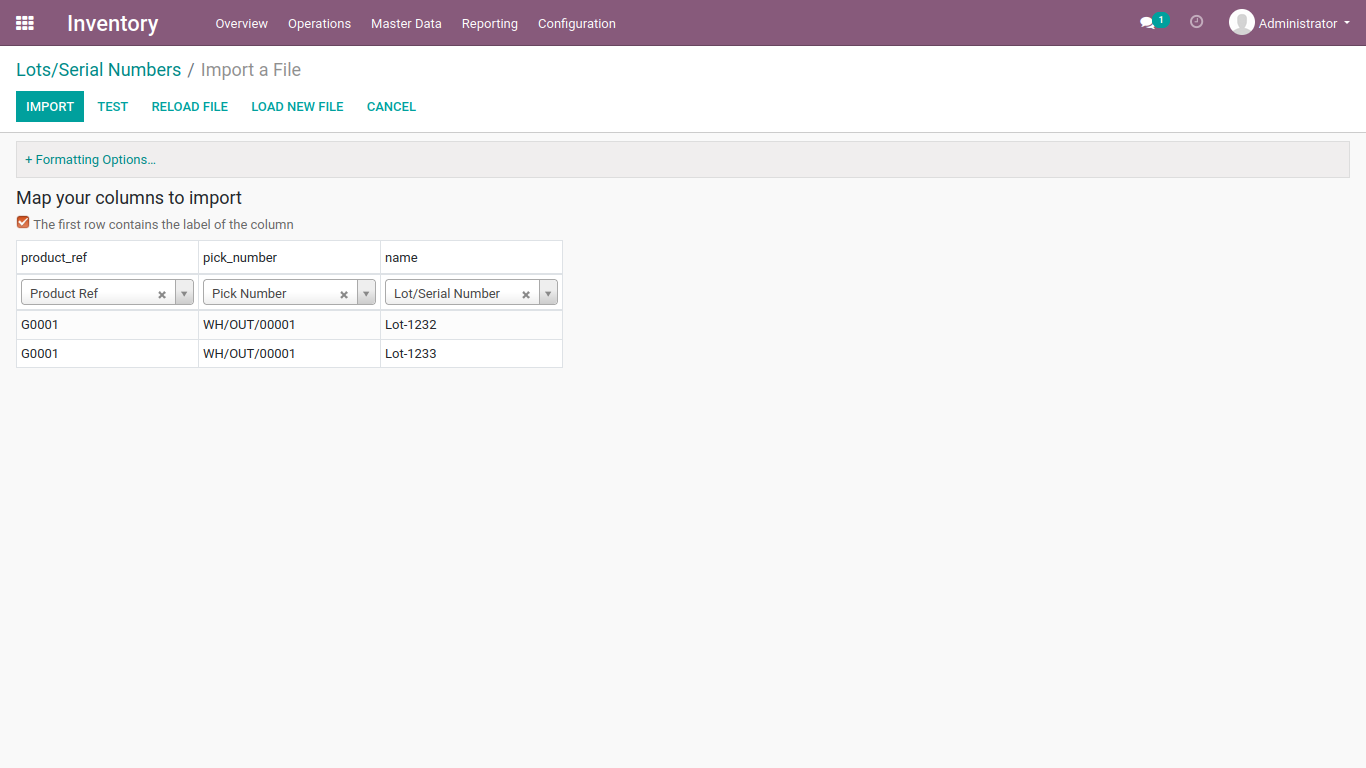 Inventory Overview Operations Master Data Reporting Configuration 1 Administrator
Lots/Serial Numbers / Import a File
IMPORT TEST RELOAD FILE LOAD NEW FILE CANCEL
+ Formatting Options…
Map your columns to import
The first row contains the label of the column
product_ref pick_number name
Product Ref Pick Number Lot/Serial Number
G0001 WH/OUT/00001 Lot-1232
G0001 WH/OUT/00001 Lot-1233